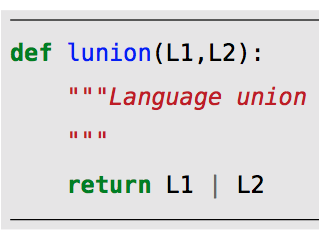 def lunion(L1,L2):
    """Language union
    """
    return L1 | L2